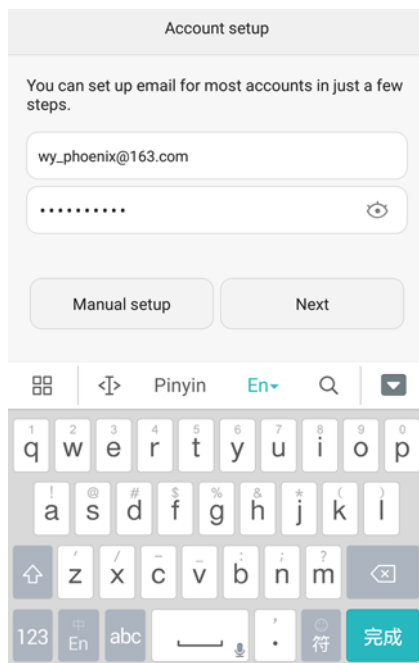 Account setup
You can set up email for most accounts in just a few
steps.
wy_phoenix@163.com
••••••••••
Manual setup Next
Pinyin En
1 2 3 4 5 6 7 8 9 0
q w e r t y u i o p
! @ # $ % & * ( )
a s d f g h j k l
' / - _ : ; ?
z x c v b n m
中 ,
123 En abc . 符 完成